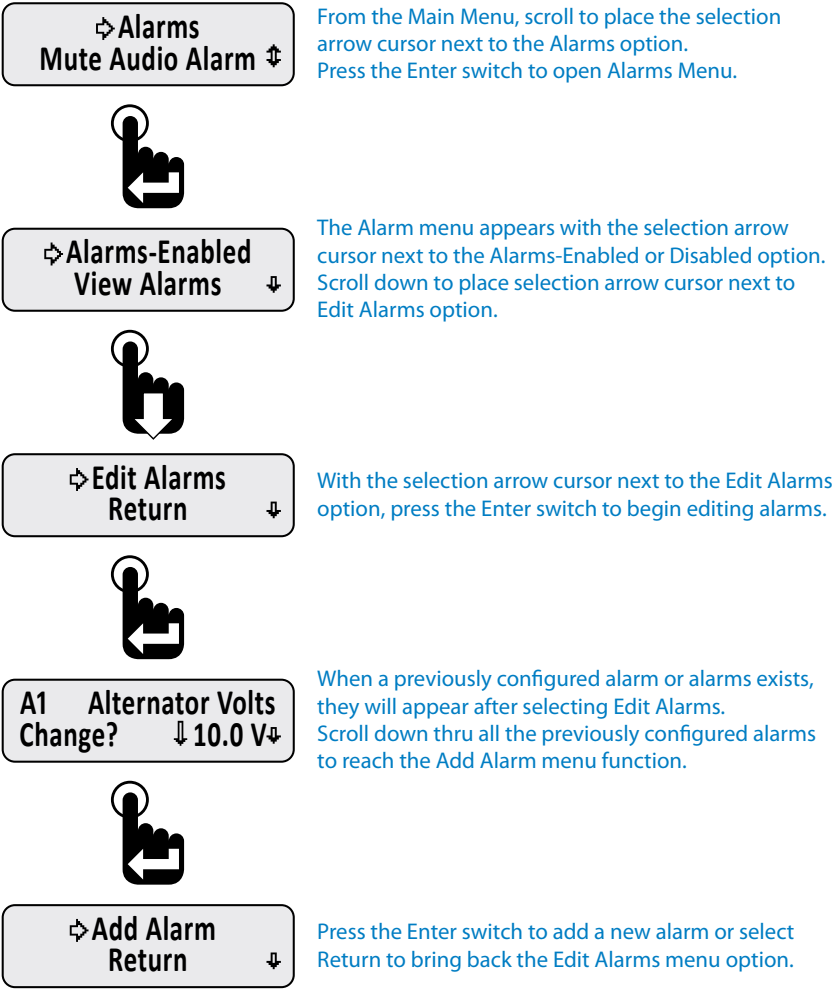 ⇨Alarms
Mute Audio Alarm ⇕
From the Main Menu, scroll to place the selection
arrow cursor next to the Alarms option.
Press the Enter switch to open Alarms Menu.
⇨Alarms-Enabled
View Alarms ⇩
The Alarm menu appears with the selection arrow
cursor next to the Alarms-Enabled or Disabled option.
Scroll down to place selection arrow cursor next to
Edit Alarms option.
⇨Edit Alarms
Return ⇩
With the selection arrow cursor next to the Edit Alarms
option, press the Enter switch to begin editing alarms.
A1 Alternator Volts
Change? ⇩10.0 V⇩
When a previously configured alarm or alarms exists,
they will appear after selecting Edit Alarms.
Scroll down thru all the previously configured alarms
to reach the Add Alarm menu function.
⇨Add Alarm
Return ⇩
Press the Enter switch to add a new alarm or select
Return to bring back the Edit Alarms menu option.